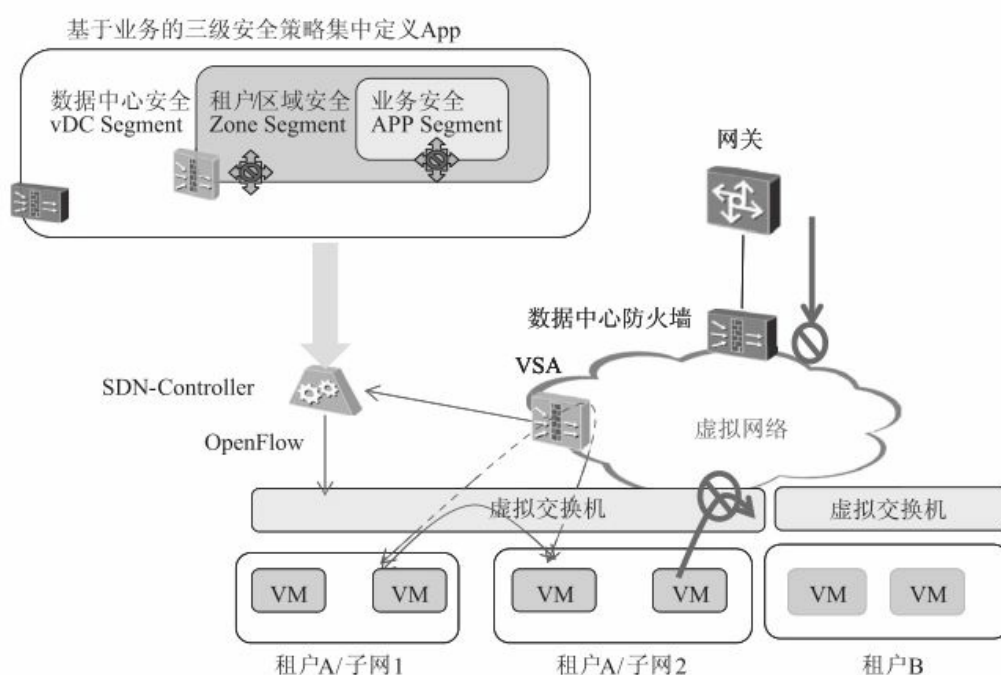 基于业务的三级安全策略集中定义App
数据中心安全
vDC Segment
租户/区域安全
Zone Segment
业务安全
APP Segment
网关
数据中心防火墙
VSA
SDN-Controller
虚拟网络
OpenFlow
虚拟交换机
虚拟交换机
VM
VM
VM
VM
VM
VM
租户A/子网1
租户A/子网2
租户B